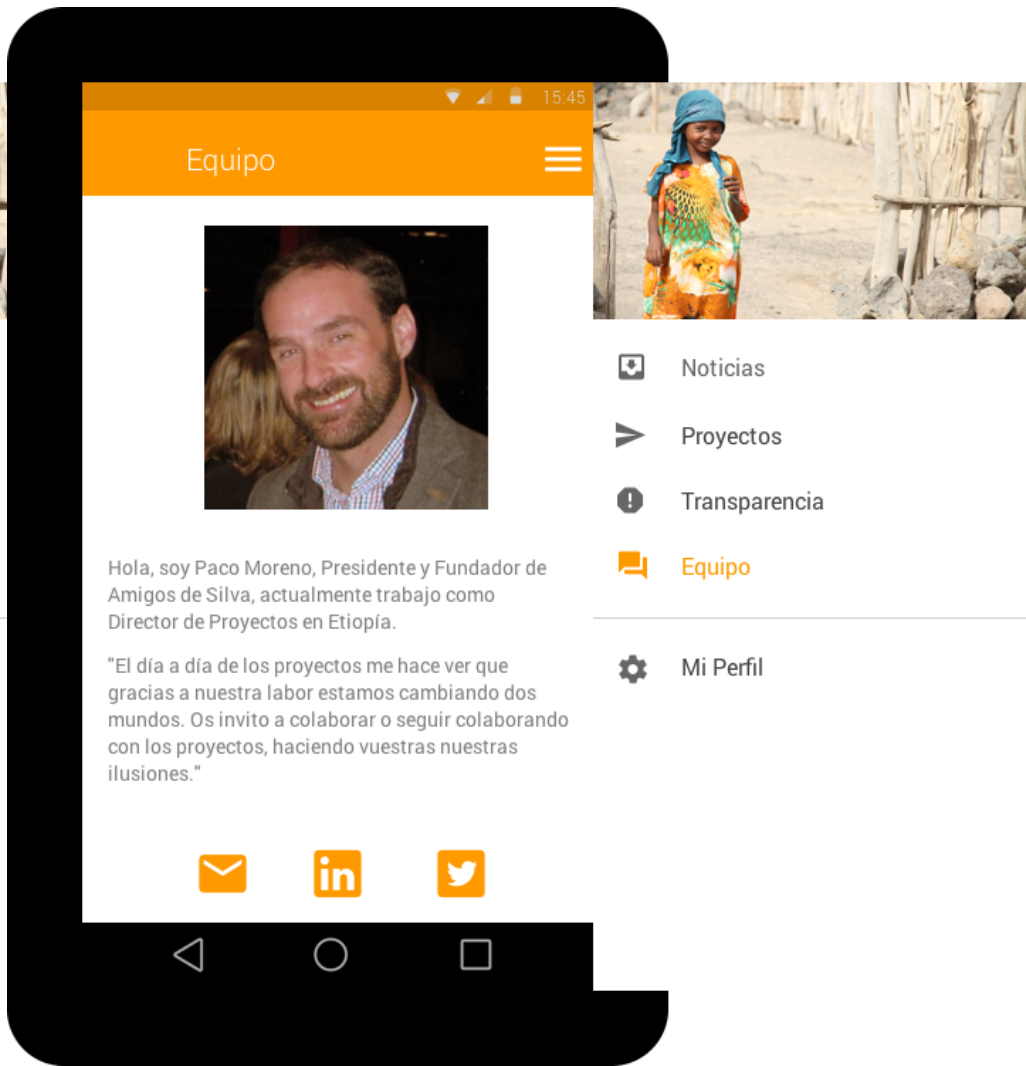 15:45
Equipo
Hola, soy Paco Moreno, Presidente y Fundador de
Amigos de Silva, actualmente trabajo como
Director de Proyectos en Etiopía.
"El día a día de los proyectos me hace ver que
gracias a nuestra labor estamos cambiando dos
mundos. Os invito a colaborar o seguir colaborando
con los proyectos, haciendo vuestras nuestras
ilusiones."
in
Noticias
Proyectos
Transparencia
Equipo
Mi Perfil